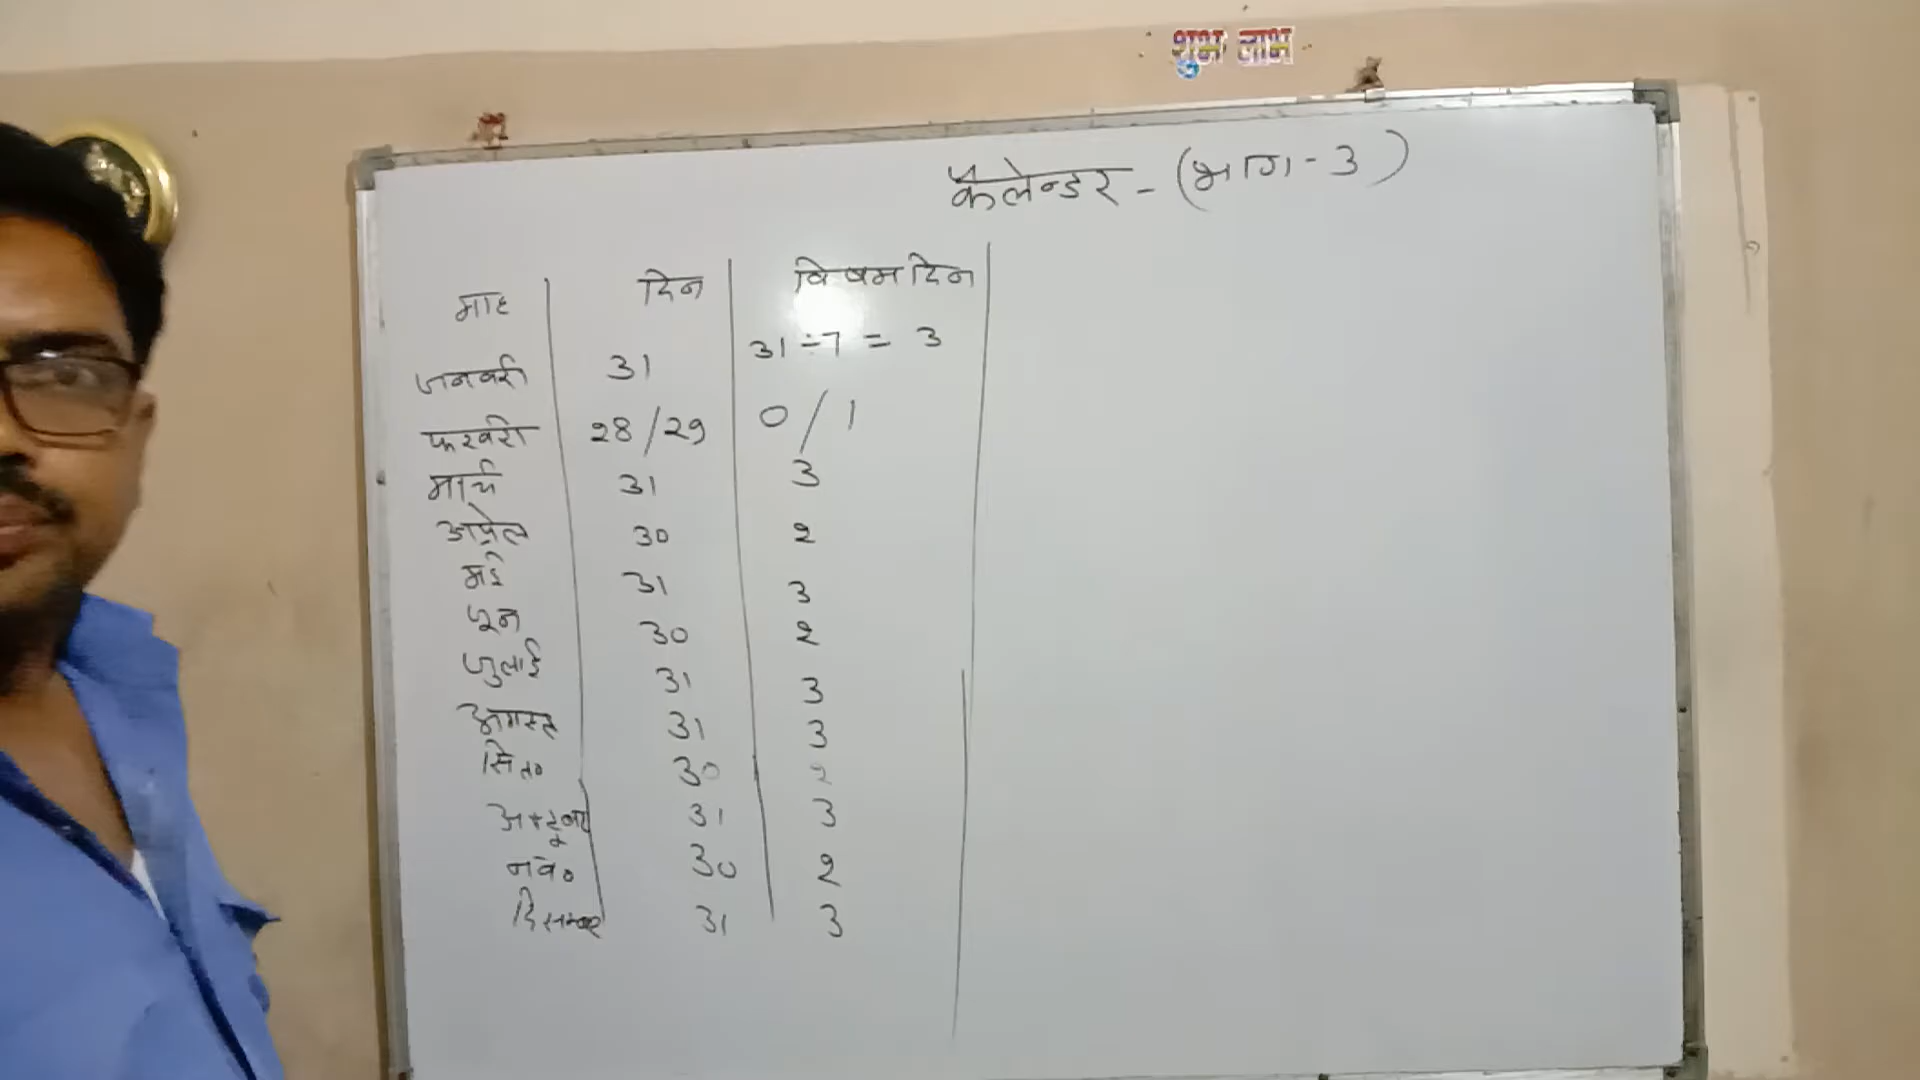 शुभ लाभ
कैलेन्डर - (भाग - 3)
माह दिन विषम दिन
जनवरी 31 31 ÷ 7 = 3
फरवरी 28/29 0/1
मार्च 31 3
अप्रैल 30 2
मई 31 3
जून 30 2
जुलाई 31 3
अगस्त 31 3
सित० 30 2
अक्टूबर 31 3
नव० 30 2
दिसम्बर 31 3